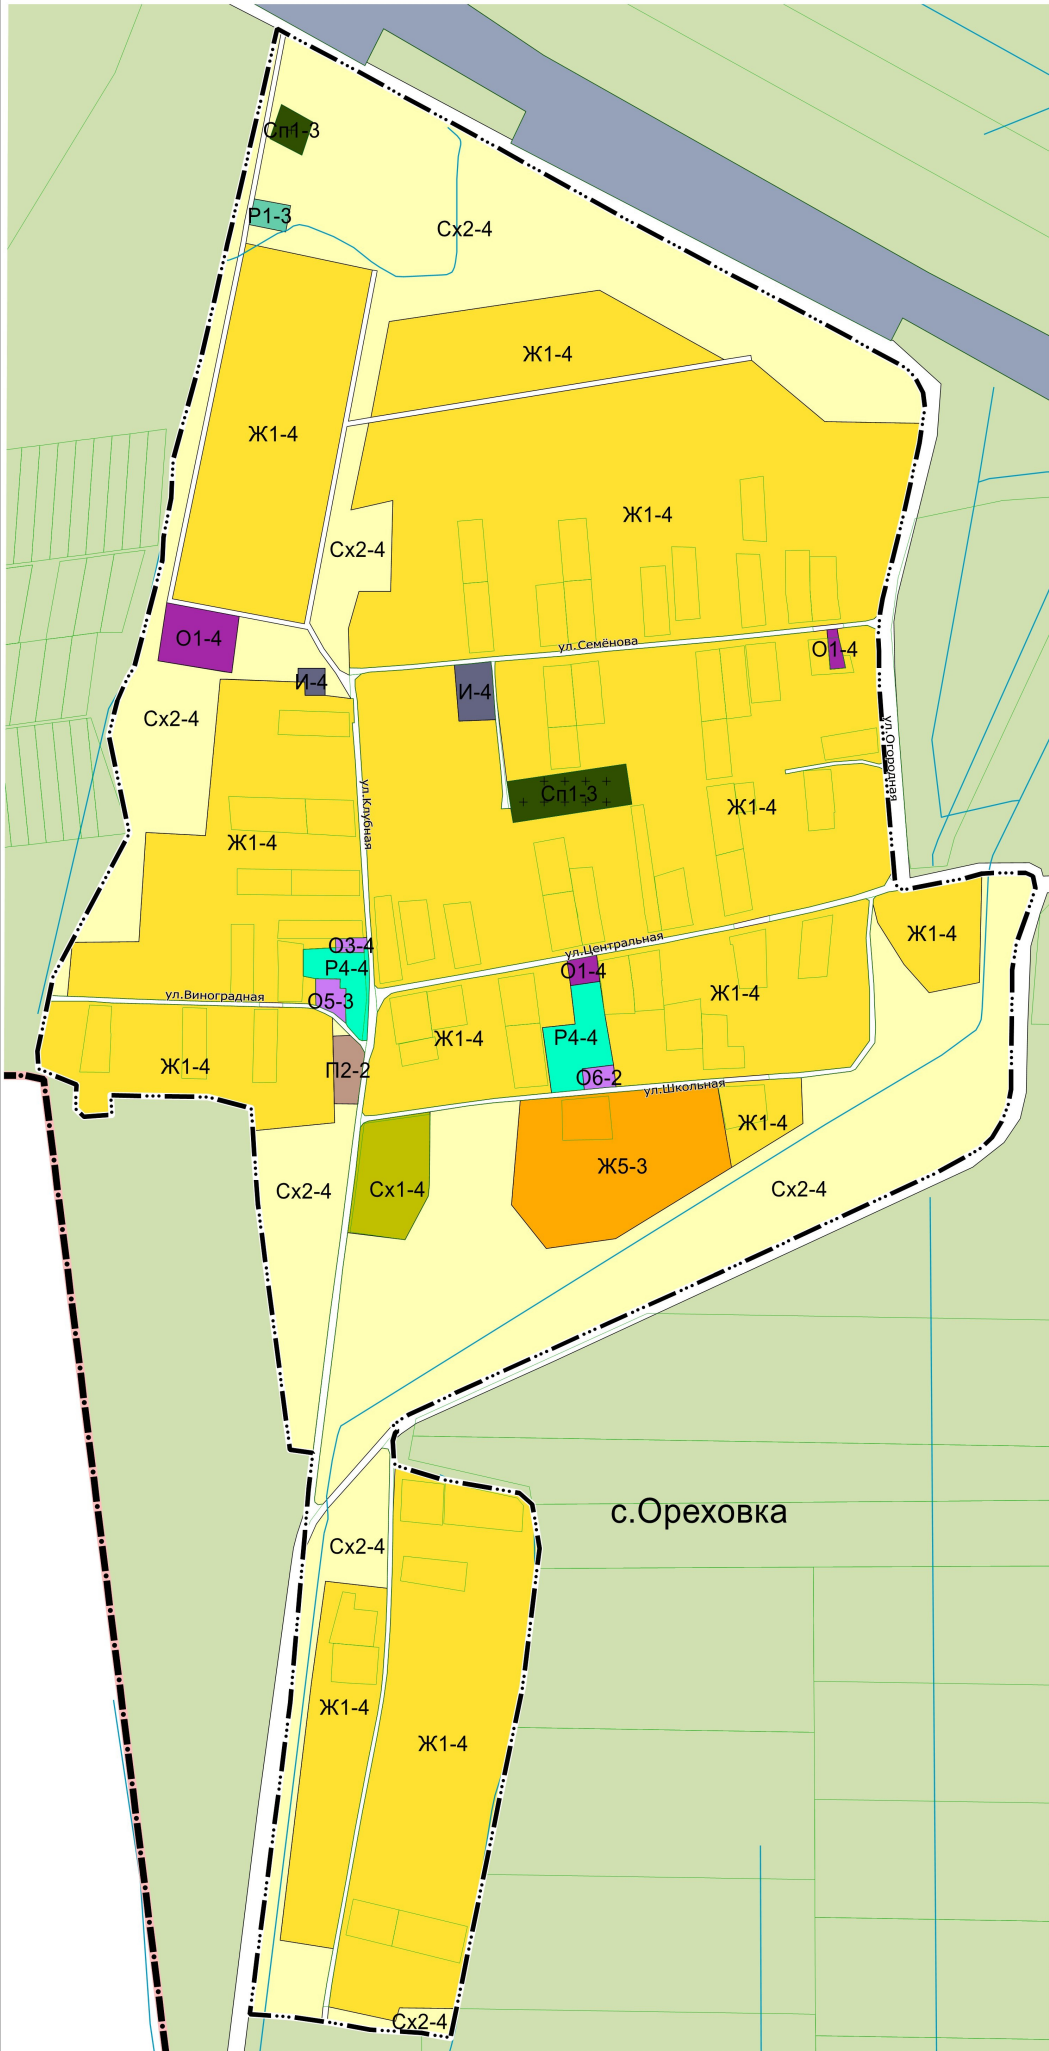 Сп1-3
Р1-3
Сх2-4
Ж1-4
Ж1-4
Ж1-4
Сх2-4
О1-4
ул.Семёнова
О1-4
И-4
И-4
Сх2-4
ул.Огородная
Сп1-3
Ж1-4
ул.Клубная
Ж1-4
О3-4
ул.Центральная
Ж1-4
Р4-4
О1-4
ул.Виноградная
О5-3
Ж1-4
Ж1-4
Р4-4
Ж1-4
П2-2
О6-2
ул.Школьная
Ж1-4
Ж5-3
Сх2-4
Сх1-4
Сх2-4
с.Ореховка
Сх2-4
Ж1-4
Ж1-4
Сх2-4